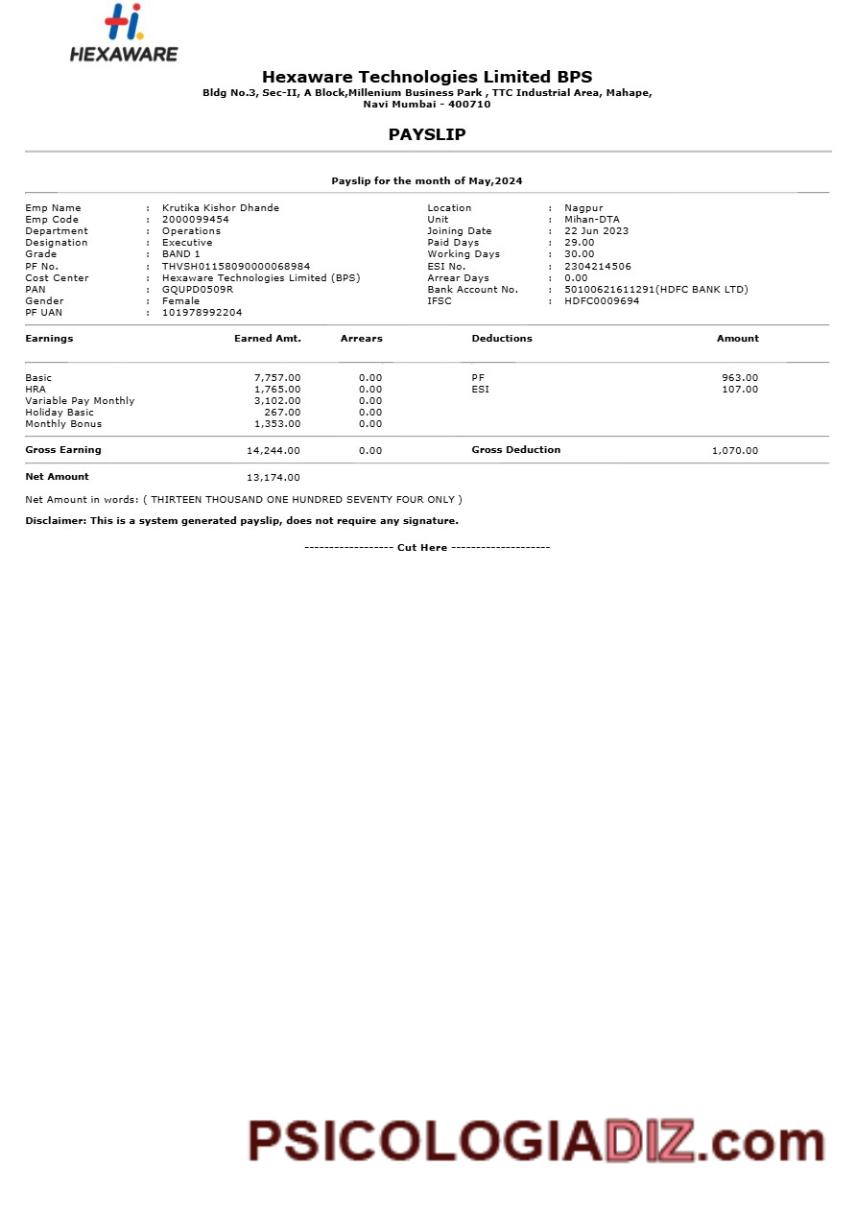 Hi.
HEXAWARE
Hexaware Technologies Limited BPS
Bldg No.3, Sec-II, A Block,Millenium Business Park , TTC Industrial Area, Mahape,
Navi Mumbai - 400710
PAYSLIP
Payslip for the month of May,2024
Emp Name : Krutika Kishor Dhande Location : Nagpur
Emp Code : 2000099454 Unit : Mihan-DTA
Department : Operations Joining Date : 22 Jun 2023
Designation : Executive Paid Days : 29.00
Grade : BAND 1 Working Days : 30.00
PF No. : THVSH01158090000068984 ESI No. : 2304214506
Cost Center : Hexaware Technologies Limited (BPS) Arrear Days : 0.00
PAN : GQUPD0509R Bank Account No. : 50100621611291(HDFC BANK LTD)
Gender : Female IFSC : HDFC0009694
PF UAN : 101978992204
Earnings Earned Amt. Arrears Deductions Amount
Basic 7,757.00 0.00 PF 963.00
HRA 1,765.00 0.00 ESI 107.00
Variable Pay Monthly 3,102.00 0.00
Holiday Basic 267.00 0.00
Monthly Bonus 1,353.00 0.00
Gross Earning 14,244.00 0.00 Gross Deduction 1,070.00
Net Amount 13,174.00
Net Amount in words: ( THIRTEEN THOUSAND ONE HUNDRED SEVENTY FOUR ONLY )
Disclaimer: This is a system generated payslip, does not require any signature.
------------------ Cut Here --------------------
PSICOLOGIADIZ.com